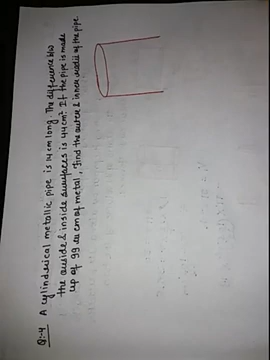 Q:-4 A cylindrical metallic pipe is 14 cm long. The difference b/w
the ouside & inside surfaces is 44 cm². If the pipe is made
up of 99 cu cm of metal, find the outer & inner radii of the pipe